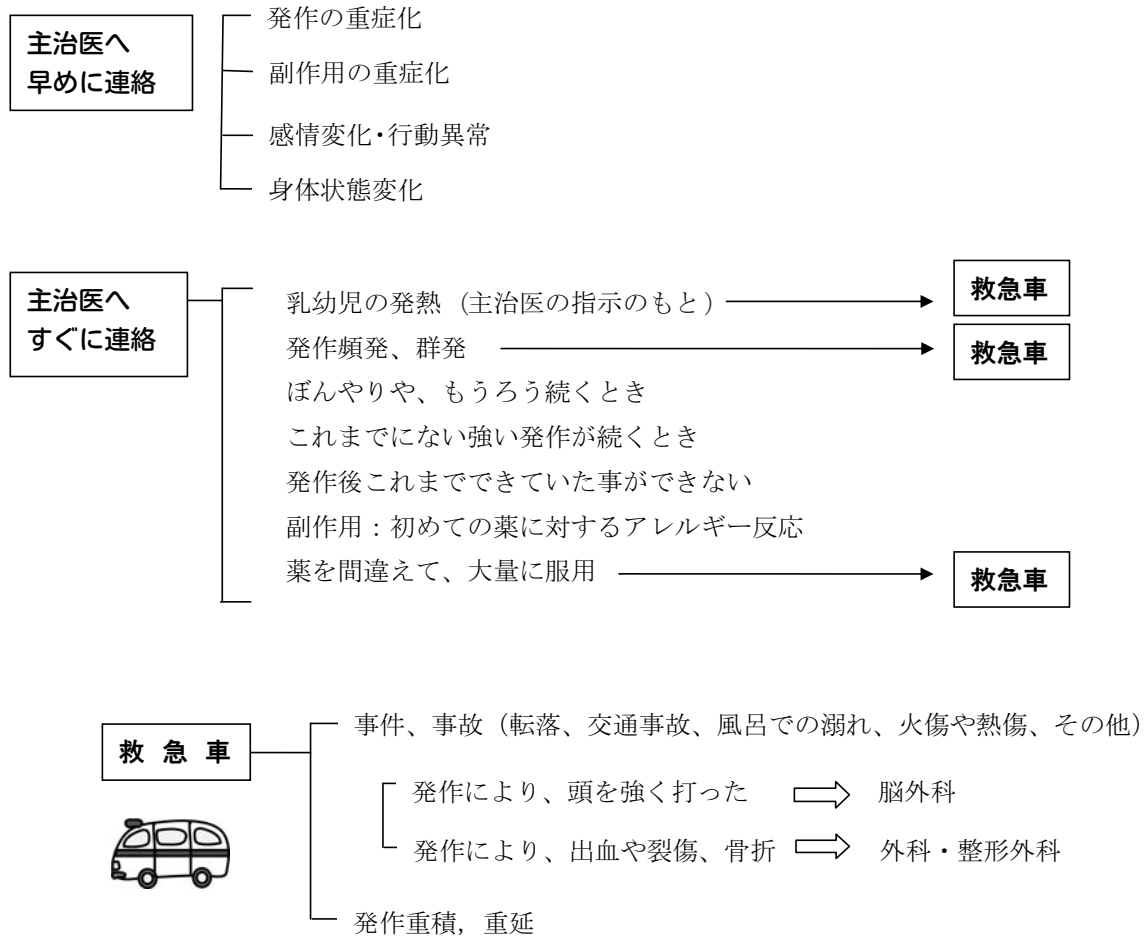 主治医へ
早めに連絡
発作の重症化
副作用の重症化
感情変化・行動異常
身体状態変化
主治医へ
すぐに連絡
乳幼児の発熱（主治医の指示のもと）
救急車
発作頻発、群発
救急車
ぼんやりや、もうろう続くとき
これまでにない強い発作が続くとき
発作後これまでできていた事ができない
副作用：初めての薬に対するアレルギー反応
薬を間違えて、大量に服用
救急車
救 急 車
事件、事故（転落、交通事故、風呂での溺れ、火傷や熱傷、その他）
発作により、頭を強く打った
脳外科
発作により、出血や裂傷、骨折
外科・整形外科
発作重積，重延